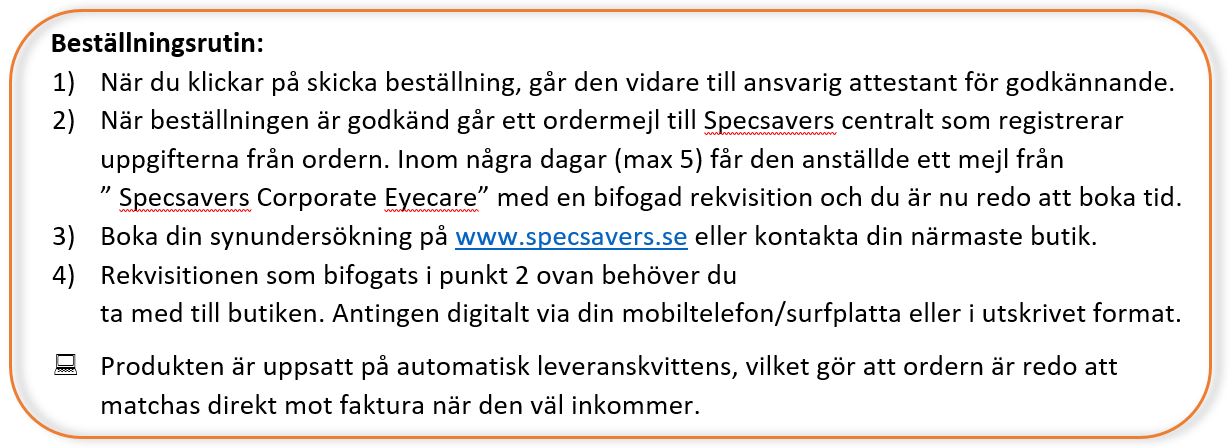 Beställningsrutin:
1) När du klickar på skicka beställning, går den vidare till ansvarig attestant för godkännande.
2) När beställningen är godkänd går ett ordermejl till Specsavers centralt som registrerar
uppgifterna från ordern. Inom några dagar (max 5) får den anställde ett mejl från
” Specsavers Corporate Eyecare” med en bifogad rekvisition och du är nu redo att boka tid.
3) Boka din synundersökning på www.specsavers.se eller kontakta din närmaste butik.
4) Rekvisitionen som bifogats i punkt 2 ovan behöver du
ta med till butiken. Antingen digitalt via din mobiltelefon/surfplatta eller i utskrivet format.
Produkten är uppsatt på automatisk leveranskvittens, vilket gör att ordern är redo att
matchas direkt mot faktura när den väl inkommer.